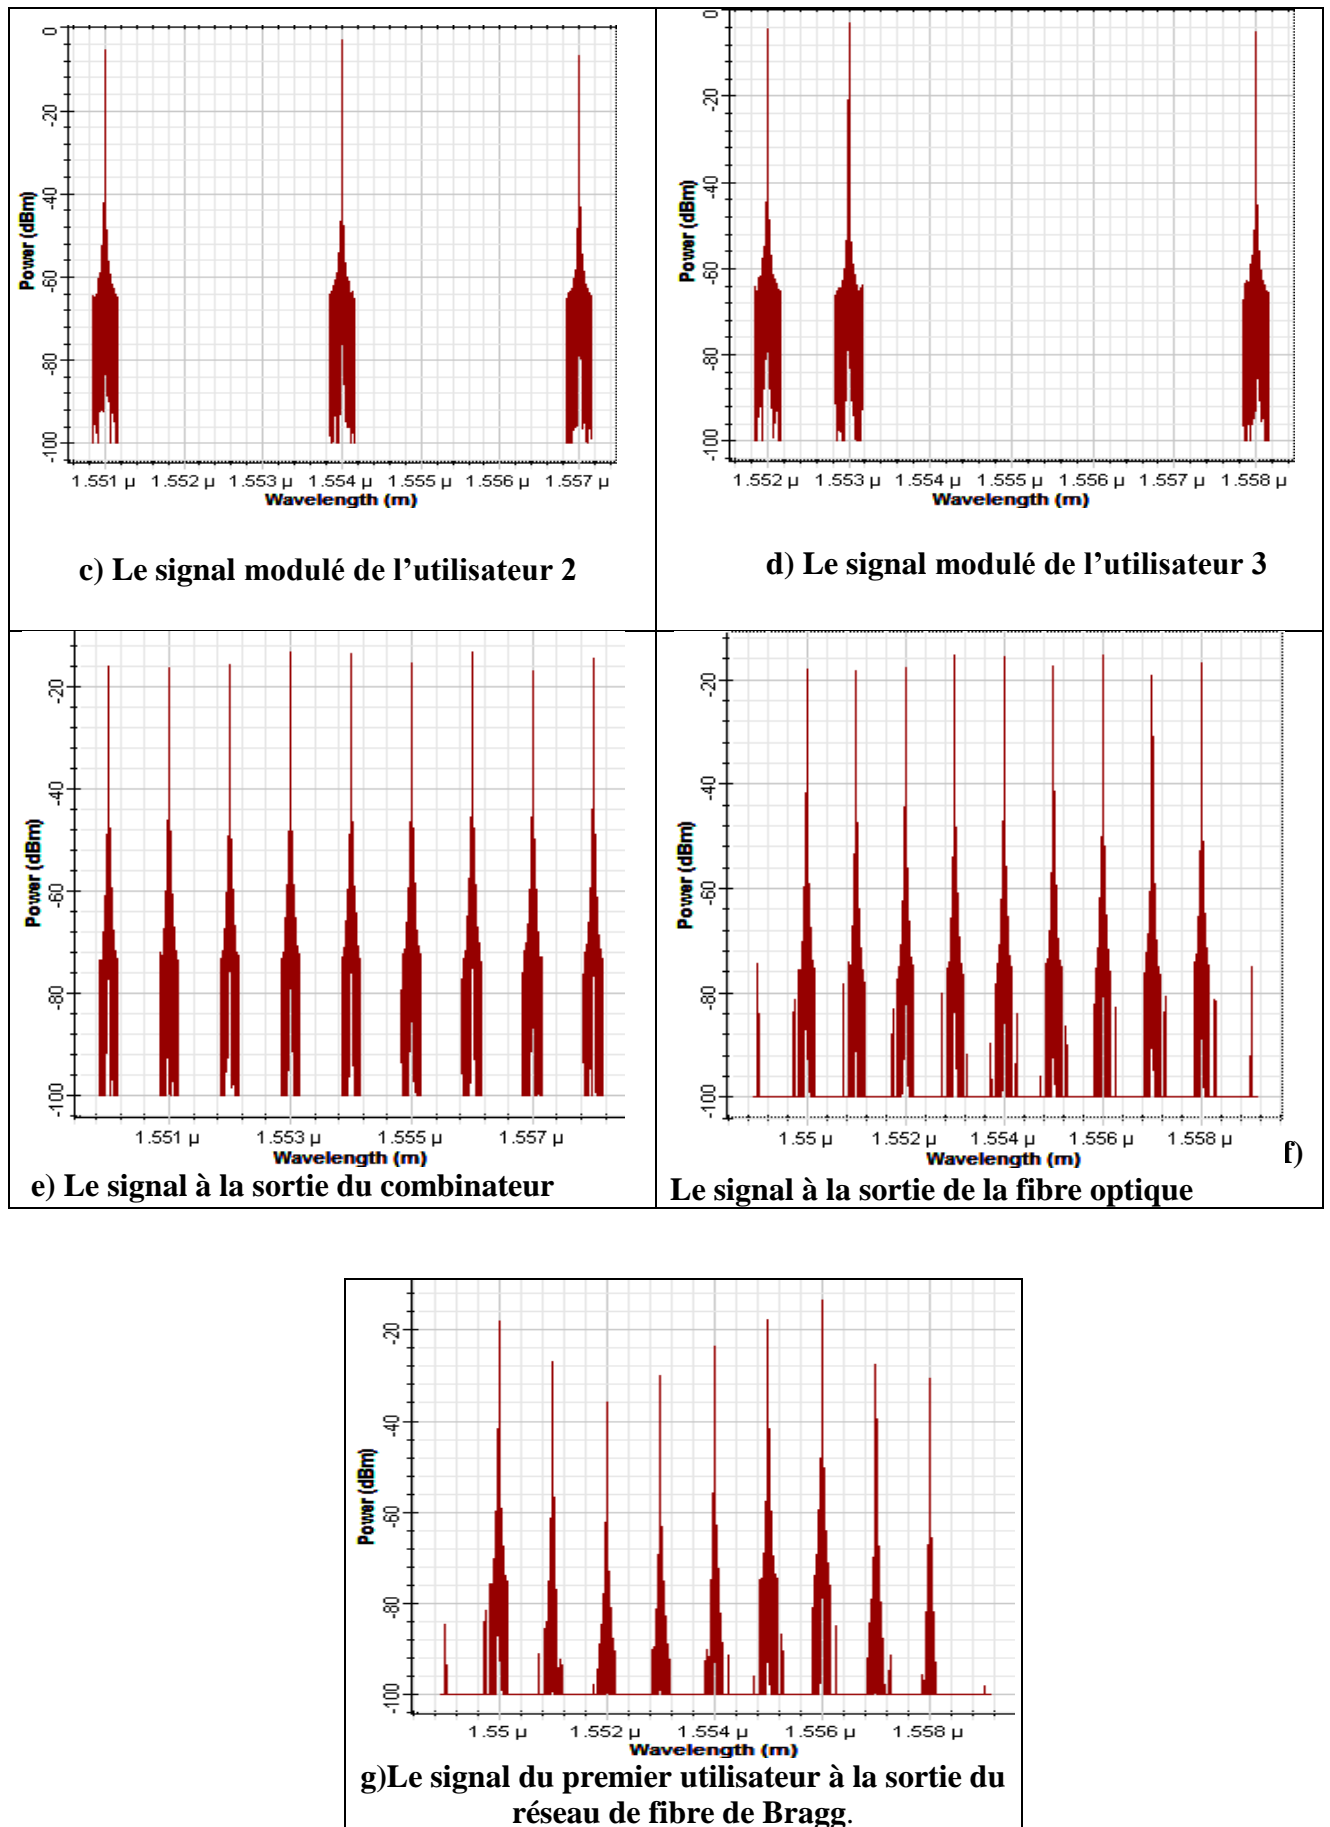 0
-20
-40
-60
-80
-100
Power (dBm)
1.551 µ 1.552 µ 1.553 µ 1.554 µ 1.555 µ 1.556 µ 1.557 µ
Wavelength (m)
c) Le signal modulé de l’utilisateur 2
0
-20
-40
-60
-80
-100
Power (dBm)
1.552 µ 1.553 µ 1.554 µ 1.555 µ 1.556 µ 1.557 µ 1.558 µ
Wavelength (m)
d) Le signal modulé de l’utilisateur 3
-20
-40
-60
-80
-100
Power (dBm)
1.551 µ 1.553 µ 1.555 µ 1.557 µ
Wavelength (m)
e) Le signal à la sortie du combinateur
-20
-40
-60
-80
-100
Power (dBm)
1.55 µ 1.552 µ 1.554 µ 1.556 µ 1.558 µ
Wavelength (m)
f)
Le signal à la sortie de la fibre optique
-20
-40
-60
-80
-100
Power (dBm)
1.55 µ 1.552 µ 1.554 µ 1.556 µ 1.558 µ
Wavelength (m)
g)Le signal du premier utilisateur à la sortie du
réseau de fibre de Bragg.